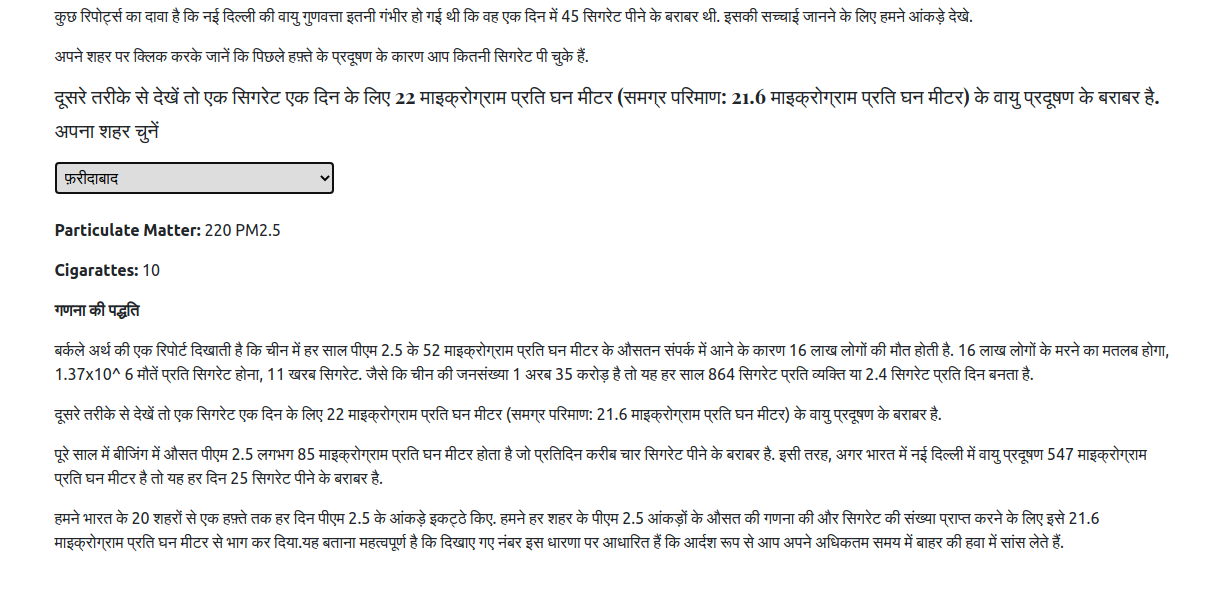 कुछ रिपोर्ट्स का दावा है कि नई दिल्ली की वायु गुणवत्ता इतनी गंभीर हो गई थी कि वह एक दिन में 45 सिगरेट पीने के बराबर थी. इसकी सच्चाई जानने के लिए हमने आंकड़े देखे.
अपने शहर पर क्लिक करके जानें कि पिछले हफ़्ते के प्रदूषण के कारण आप कितनी सिगरेट पी चुके हैं.
दूसरे तरीके से देखें तो एक सिगरेट एक दिन के लिए 22 माइक्रोग्राम प्रति घन मीटर (समग्र परिमाण: 21.6 माइक्रोग्राम प्रति घन मीटर) के वायु प्रदूषण के बराबर है.
अपना शहर चुनें
फ़रीदाबाद
Particulate Matter: 220 PM2.5
Cigarattes: 10
गणना की पद्धति
बर्कले अर्थ की एक रिपोर्ट दिखाती है कि चीन में हर साल पीएम 2.5 के 52 माइक्रोग्राम प्रति घन मीटर के औसतन संपर्क में आने के कारण 16 लाख लोगों की मौत होती है. 16 लाख लोगों के मरने का मतलब होगा,
1.37x10^ 6 मौतें प्रति सिगरेट होना, 11 खरब सिगरेट. जैसे कि चीन की जनसंख्या 1 अरब 35 करोड़ है तो यह हर साल 864 सिगरेट प्रति व्यक्ति या 2.4 सिगरेट प्रति दिन बनता है.
दूसरे तरीके से देखें तो एक सिगरेट एक दिन के लिए 22 माइक्रोग्राम प्रति घन मीटर (समग्र परिमाण: 21.6 माइक्रोग्राम प्रति घन मीटर) के वायु प्रदूषण के बराबर है.
पूरे साल में बीजिंग में औसत पीएम 2.5 लगभग 85 माइक्रोग्राम प्रति घन मीटर होता है जो प्रतिदिन करीब चार सिगरेट पीने के बराबर है. इसी तरह, अगर भारत में नई दिल्ली में वायु प्रदूषण 547 माइक्रोग्राम
प्रति घन मीटर है तो यह हर दिन 25 सिगरेट पीने के बराबर है.
हमने भारत के 20 शहरों से एक हफ़्ते तक हर दिन पीएम 2.5 के आंकड़े इकट्ठे किए. हमने हर शहर के पीएम 2.5 आंकड़ों के औसत की गणना की और सिगरेट की संख्या प्राप्त करने के लिए इसे 21.6
माइक्रोग्राम प्रति घन मीटर से भाग कर दिया.यह बताना महत्वपूर्ण है कि दिखाए गए नंबर इस धारणा पर आधारित हैं कि आर्दश रूप से आप अपने अधिकतम समय में बाहर की हवा में सांस लेते हैं.